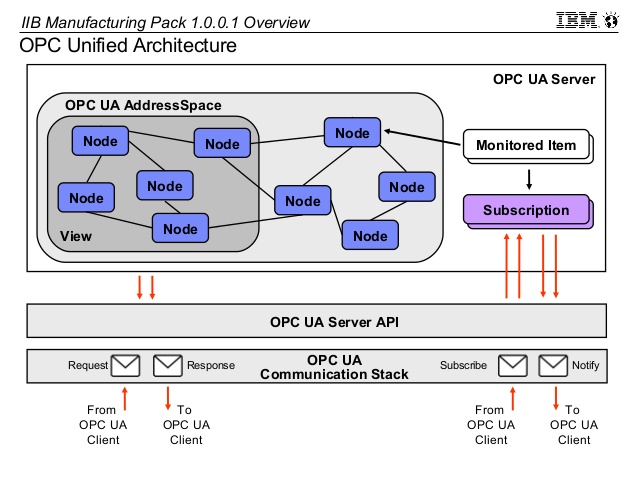 IIB Manufacturing Pack 1.0.0.1 Overview
IBM
OPC Unified Architecture
OPC UA Server
OPC UA AddressSpace
Node
Node
Node
Monitored Item
Node
Node
Node
Node
Subscription
Node
Node
View
OPC UA Server API
Request
Response
OPC UA
Communication Stack
Subscribe
Notify
From
OPC UA
Client
To
OPC UA
Client
From
OPC UA
Client
To
OPC UA
Client